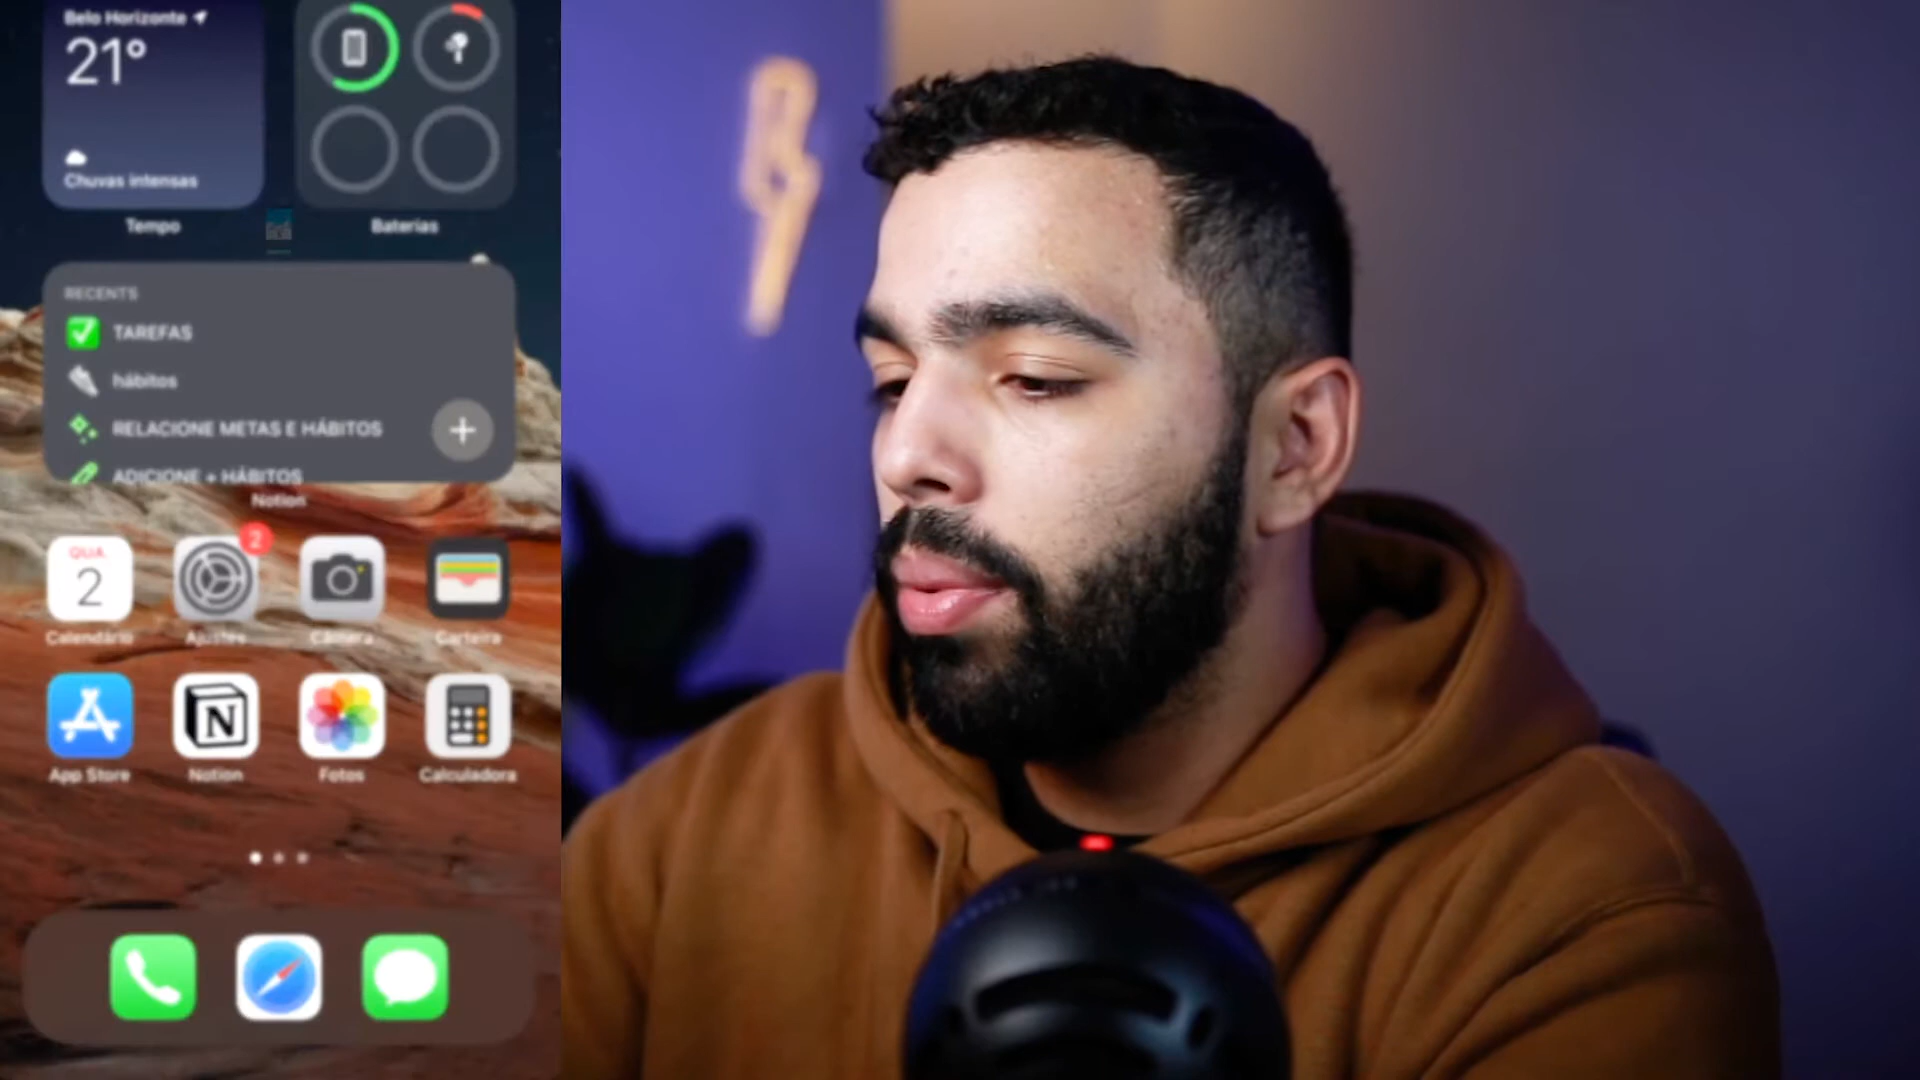 Belo Horizonte
21°
Chuvas intensas
Tempo
Baterias
RECENTS
TAREFAS
hábitos
RELACIONE METAS E HÁBITOS
ADICIONE + HÁBITOS
Notion
QUA
2
2
Calendário
Ajustes
Câmera
Carteira
N
App Store
Notion
Fotos
Calculadora